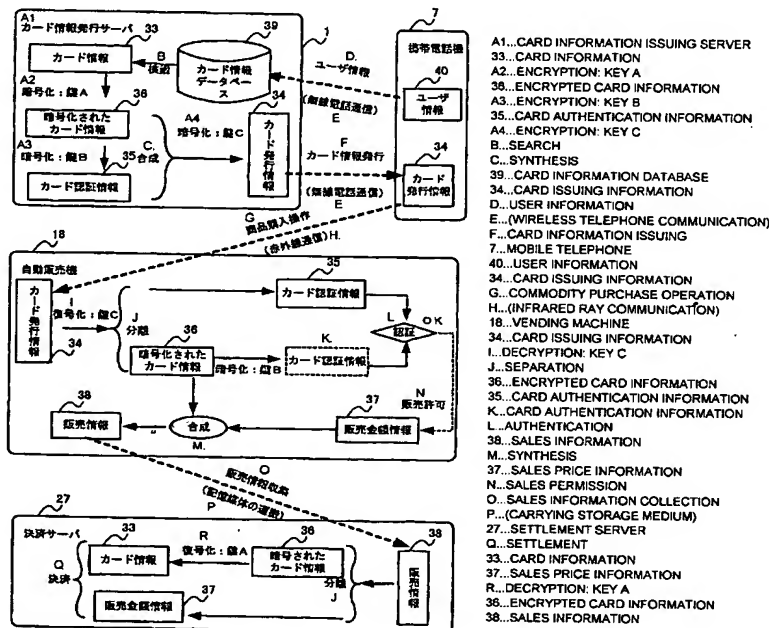 A1
カード情報発行サーバ
33
カード情報
B
検索
39
カード情報
データベー
ス
1
D.
ユーザ情報
(無線電話通信)
E
7
携帯電話機
40
ユーザ
情報
A2
暗号化：鍵A
36
暗号化された
カード情報
A3
暗号化：鍵B
35
カード認証情報
C.
合成
A4
暗号化：鍵C
34
カード発行情報
F
カード情報発行
(無線電話通信)
E
34
カード
発行情報
G
商品購入操作
(赤外線通信)H.
18
自動販売機
カード発行情報
34
I
復号化：鍵C
J
分離
35
カード認証情報
36
暗号化された
カード情報
暗号化：鍵B
K.
カード認証情報
L
認証
OK
N
販売許可
37
販売金額情報
合成
M.
38
販売情報
O
販売情報収集
(記憶媒体の運搬)
P
27
決済サーバ
Q
決済
33
カード情報
R
復号化：鍵A
36
暗号された
カード情報
37
販売金額情報
分離
J
38
販売情報
A1...CARD INFORMATION ISSUING SERVER
33...CARD INFORMATION
A2...ENCRYPTION: KEY A
36...ENCRYPTED CARD INFORMATION
A3...ENCRYPTION: KEY B
35...CARD AUTHENTICATION INFORMATION
A4...ENCRYPTION: KEY C
B...SEARCH
C...SYNTHESIS
39...CARD INFORMATION DATABASE
34...CARD ISSUING INFORMATION
D...USER INFORMATION
E...(WIRELESS TELEPHONE COMMUNICATION)
F...CARD INFORMATION ISSUING
7...MOBILE TELEPHONE
40...USER INFORMATION
34...CARD ISSUING INFORMATION
G...COMMODITY PURCHASE OPERATION
H...(INFRARED RAY COMMUNICATION)
18...VENDING MACHINE
34...CARD ISSUING INFORMATION
I...DECRYPTION: KEY C
J...SEPARATION
36...ENCRYPTED CARD INFORMATION
35...CARD AUTHENTICATION INFORMATION
K...CARD AUTHENTICATION INFORMATION
L...AUTHENTICATION
38...SALES INFORMATION
M...SYNTHESIS
37...SALES PRICE INFORMATION
N...SALES PERMISSION
O...SALES INFORMATION COLLECTION
P...(CARRYING STORAGE MEDIUM)
27...SETTLEMENT SERVER
Q...SETTLEMENT
33...CARD INFORMATION
37...SALES PRICE INFORMATION
R...DECRYPTION: KEY A
36...ENCRYPTED CARD INFORMATION
38...SALES INFORMATION